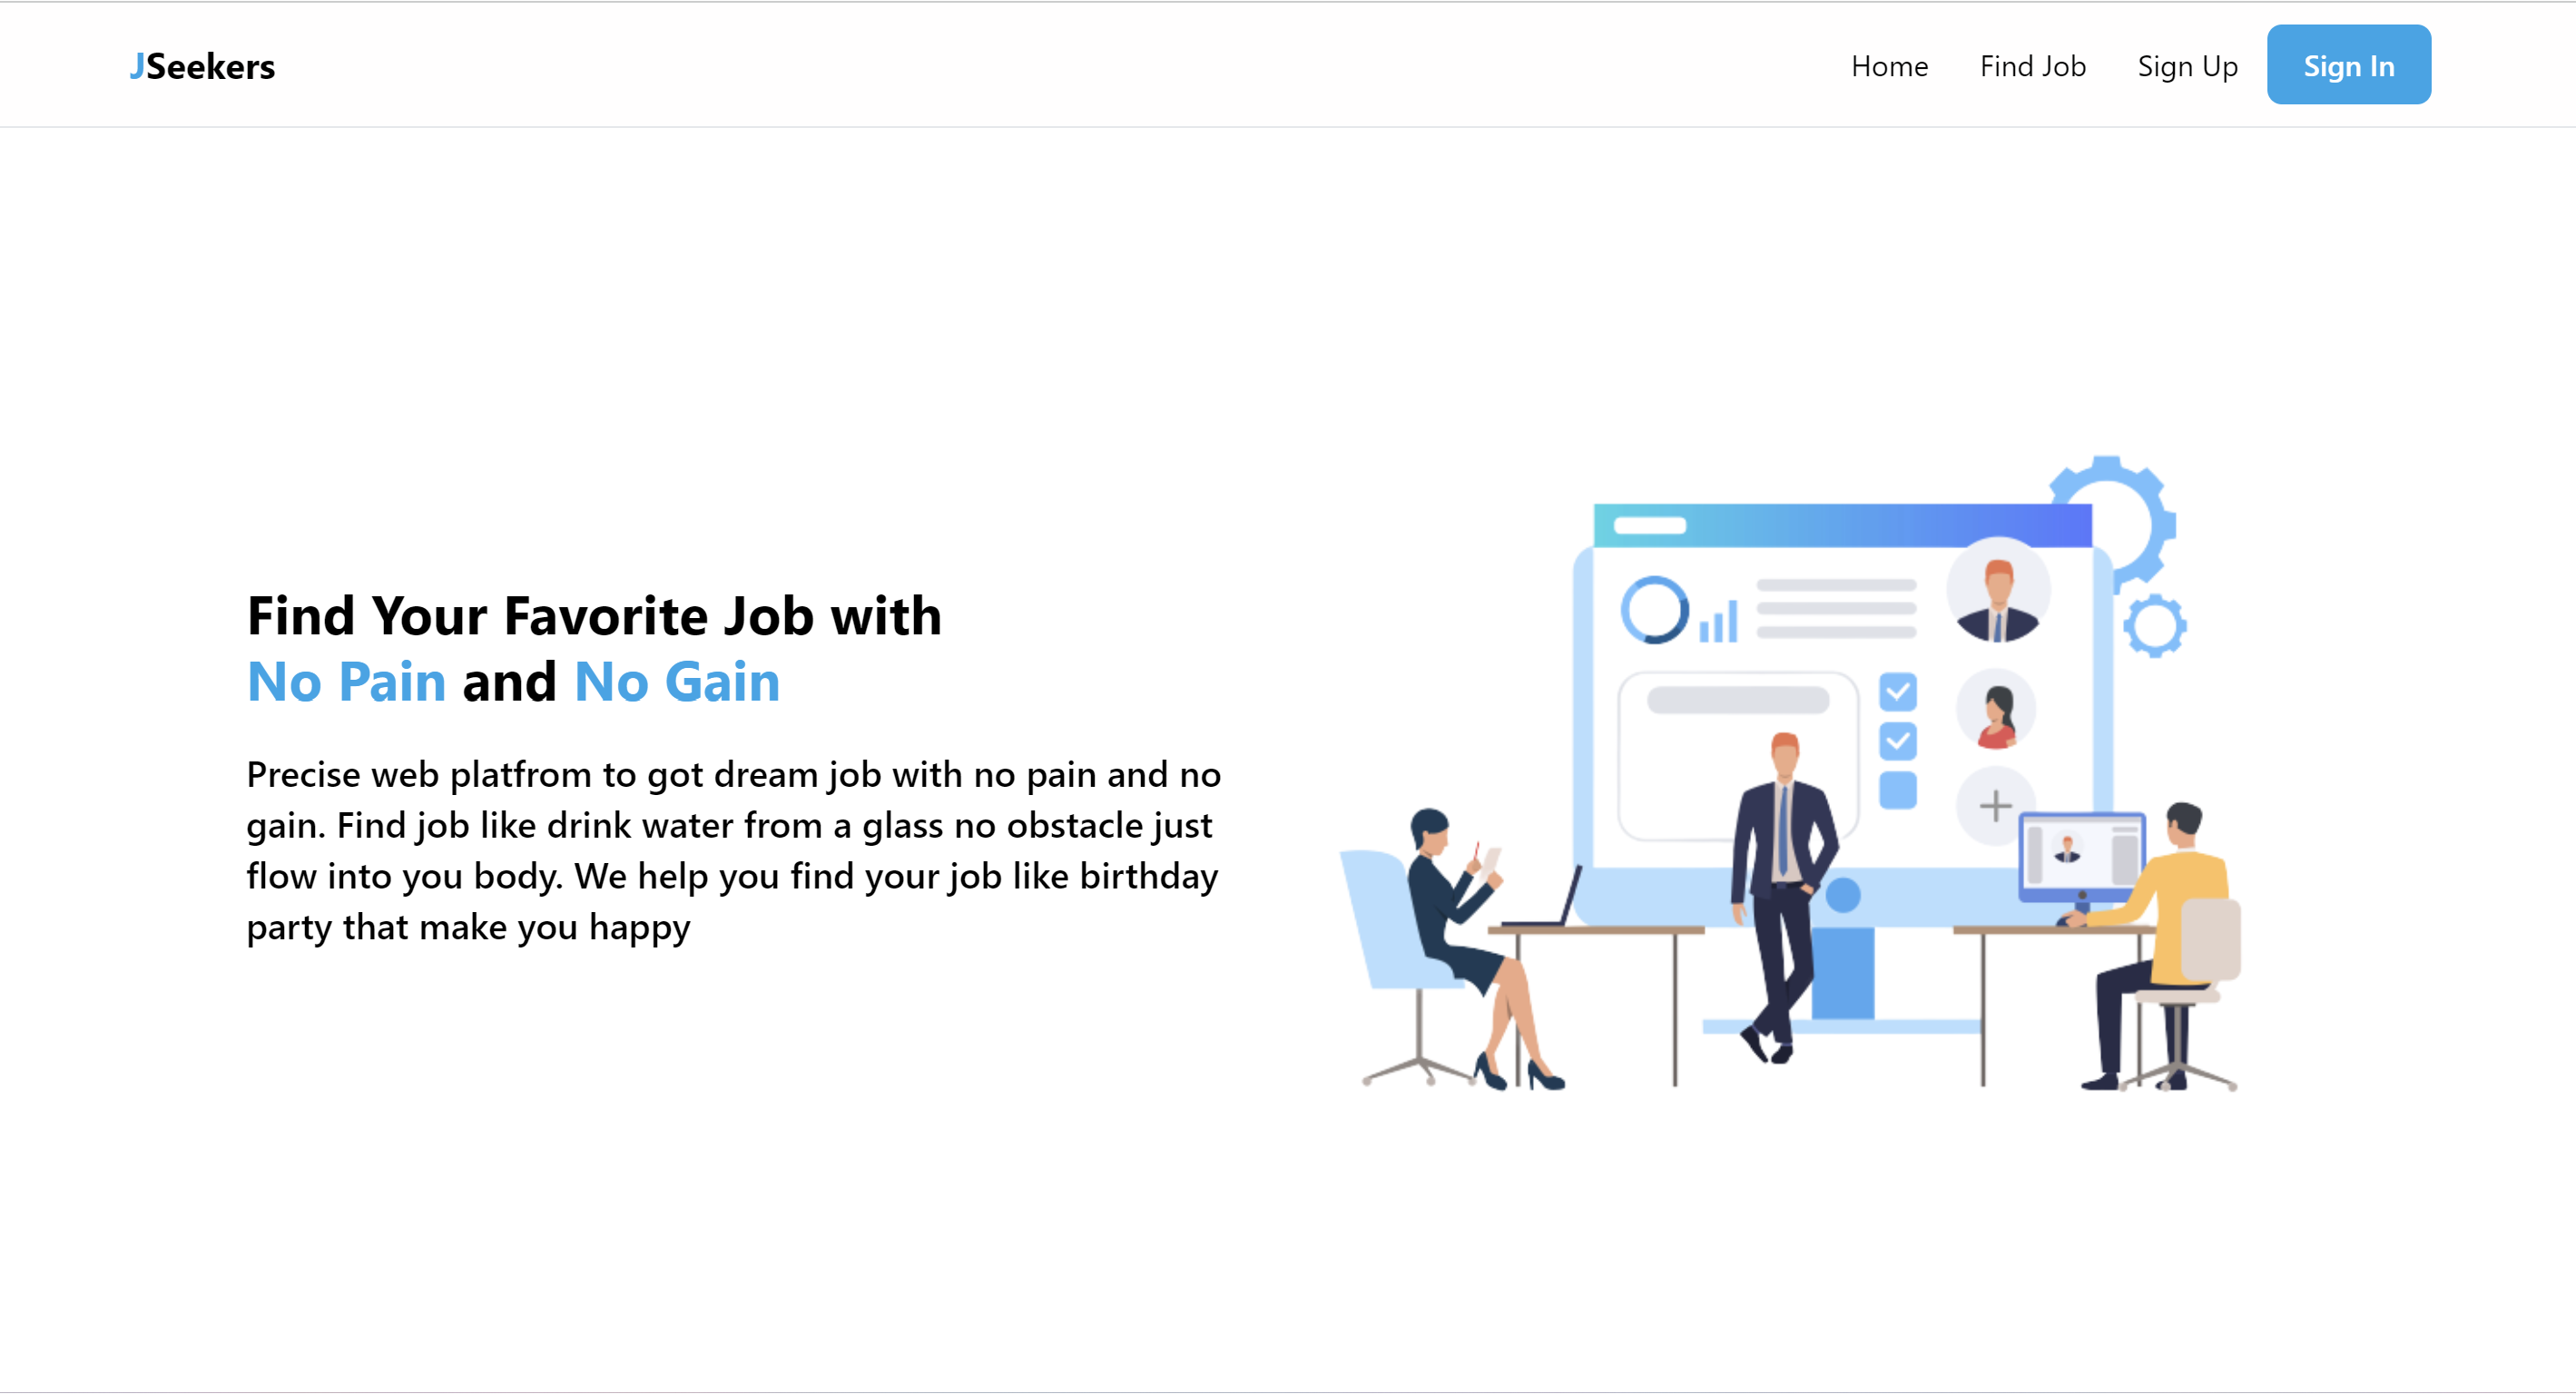 JSeekers
Home
Find Job
Sign Up
Sign In
Find Your Favorite Job with
No Pain and No Gain
Precise web platfrom to got dream job with no pain and no
gain. Find job like drink water from a glass no obstacle just
flow into you body. We help you find your job like birthday
party that make you happy